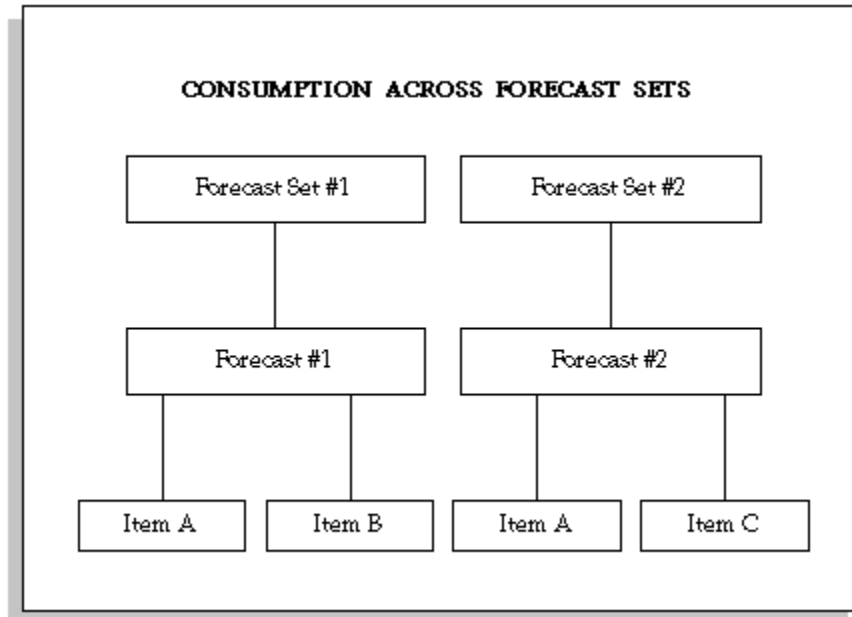 CONSUMPTION ACROSS FORECAST SETS
Forecast Set #1
Forecast Set #2
Forecast #1
Forecast #2
Item A
Item B
Item A
Item C